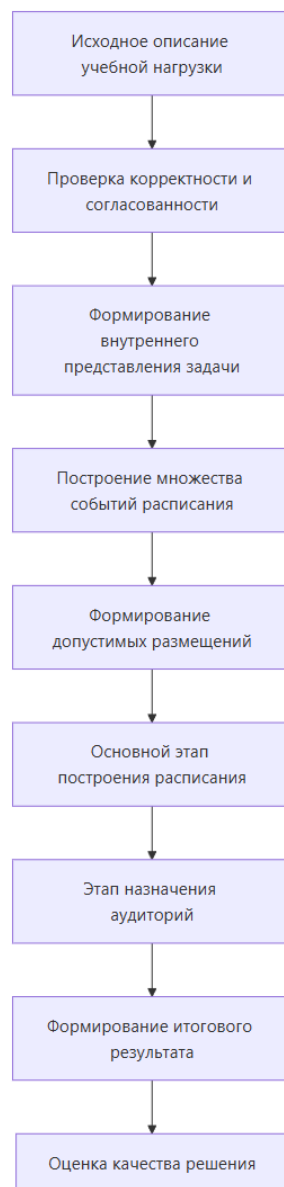 Исходное описание
учебной нагрузки
Проверка корректности и
согласованности
Формирование
внутреннего
представления задачи
Построение множества
событий расписания
Формирование
допустимых размещений
Основной этап
построения расписания
Этап назначения
аудиторий
Формирование итогового
результата
Оценка качества решения